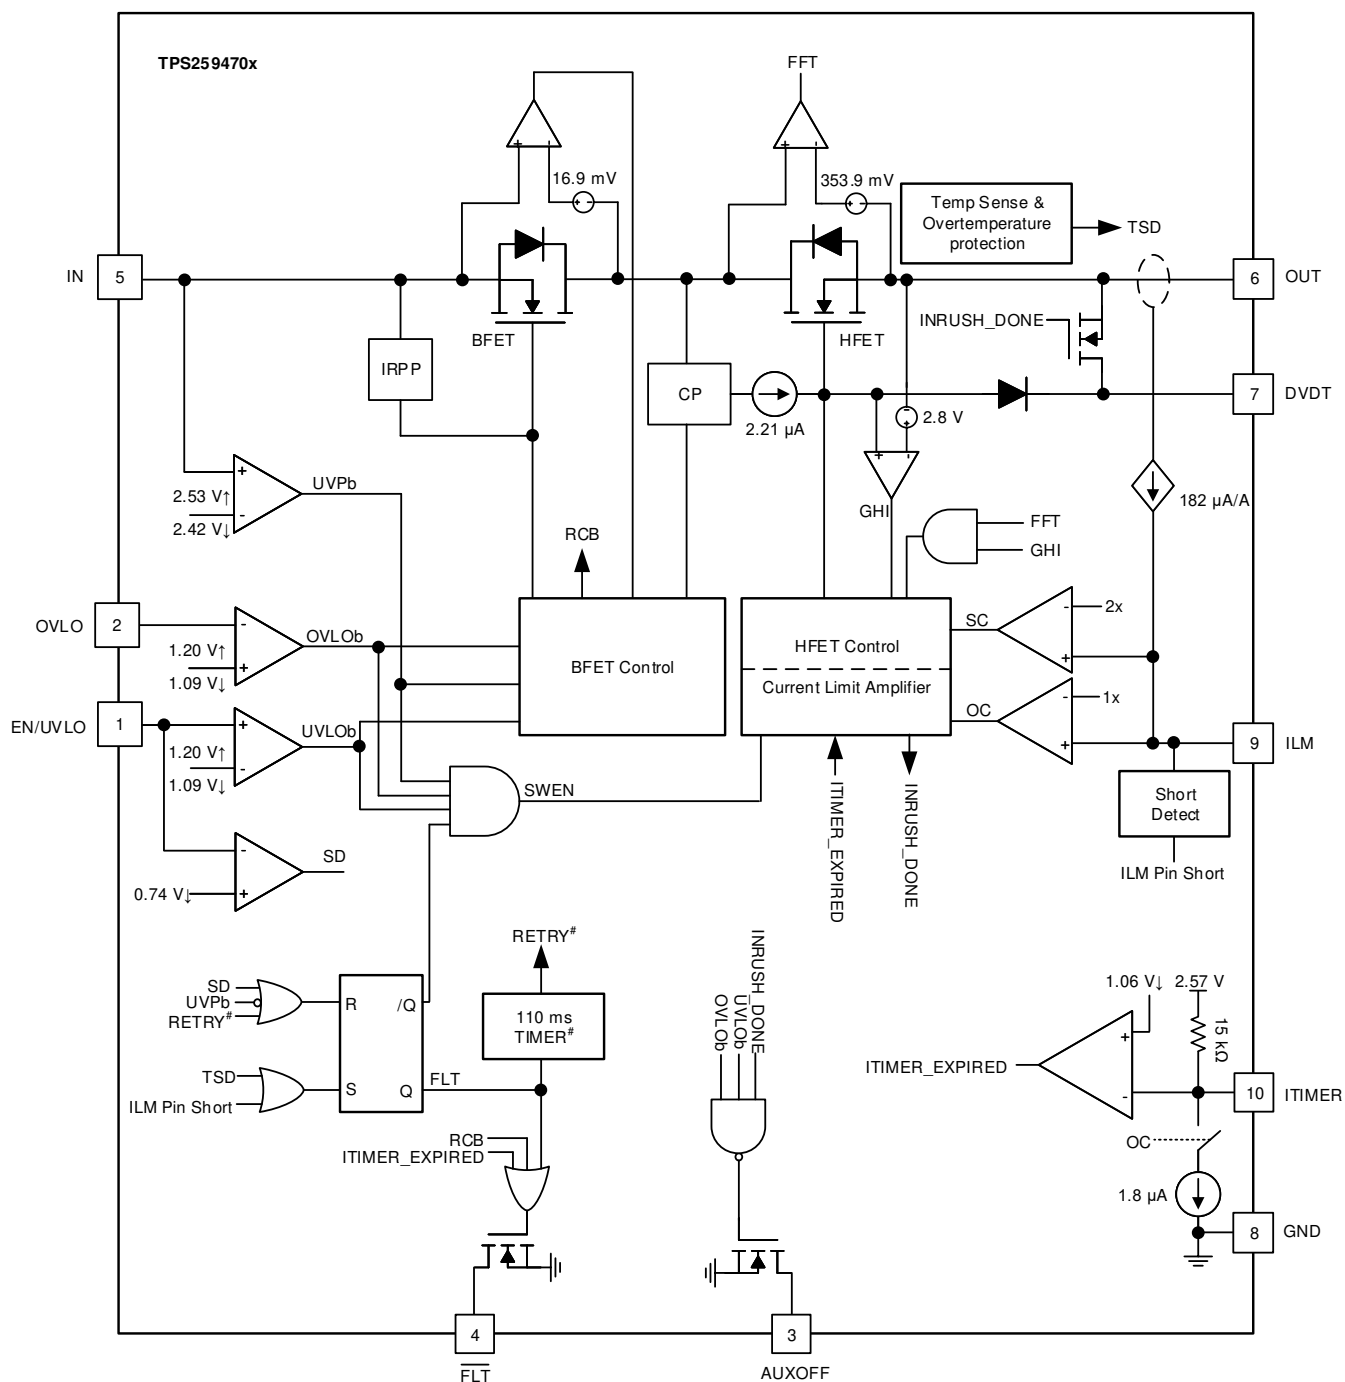 TPS259470x
FFT
16.9 mV
353.9 mV
+
-
+
-
+
-
+
-
Temp Sense &
Overtemperature
protection
TSD
IN
5
6
OUT
BFET
HFET
INRUSH_DONE
IRPP
CP
2.21 µA
-
+
2.8 V
7
DVDT
+
-
GHI
UVPb
+
2.53 V↑
-
2.42 V↓
182 µA/A
RCB
FFT
GHI
OVLO
2
OVLOb
-
1.20 V↑
+
1.09 V↓
BFET Control
HFET Control
Current Limit Amplifier
SC
-
2x
+
OC
-
1x
+
EN/UVLO
1
UVLOb
+
1.20 V↑
-
1.09 V↓
9
ILM
SWEN
ITIMER_EXPIRED
INRUSH_DONE
Short
Detect
ILM Pin Short
SD
-
0.74 V↓
+
RETRY#
SD
UVPb
RETRY#
R
/Q
110 ms
TIMER#
TSD
ILM Pin Short
S
Q
FLT
RCB
ITIMER_EXPIRED
OVLOb
UVLOb
INRUSH_DONE
1.06 V↓
2.57 V
15 kΩ
ITIMER_EXPIRED
+
-
10
ITIMER
OC
1.8 µA
8
GND
4
FLT
3
AUXOFF